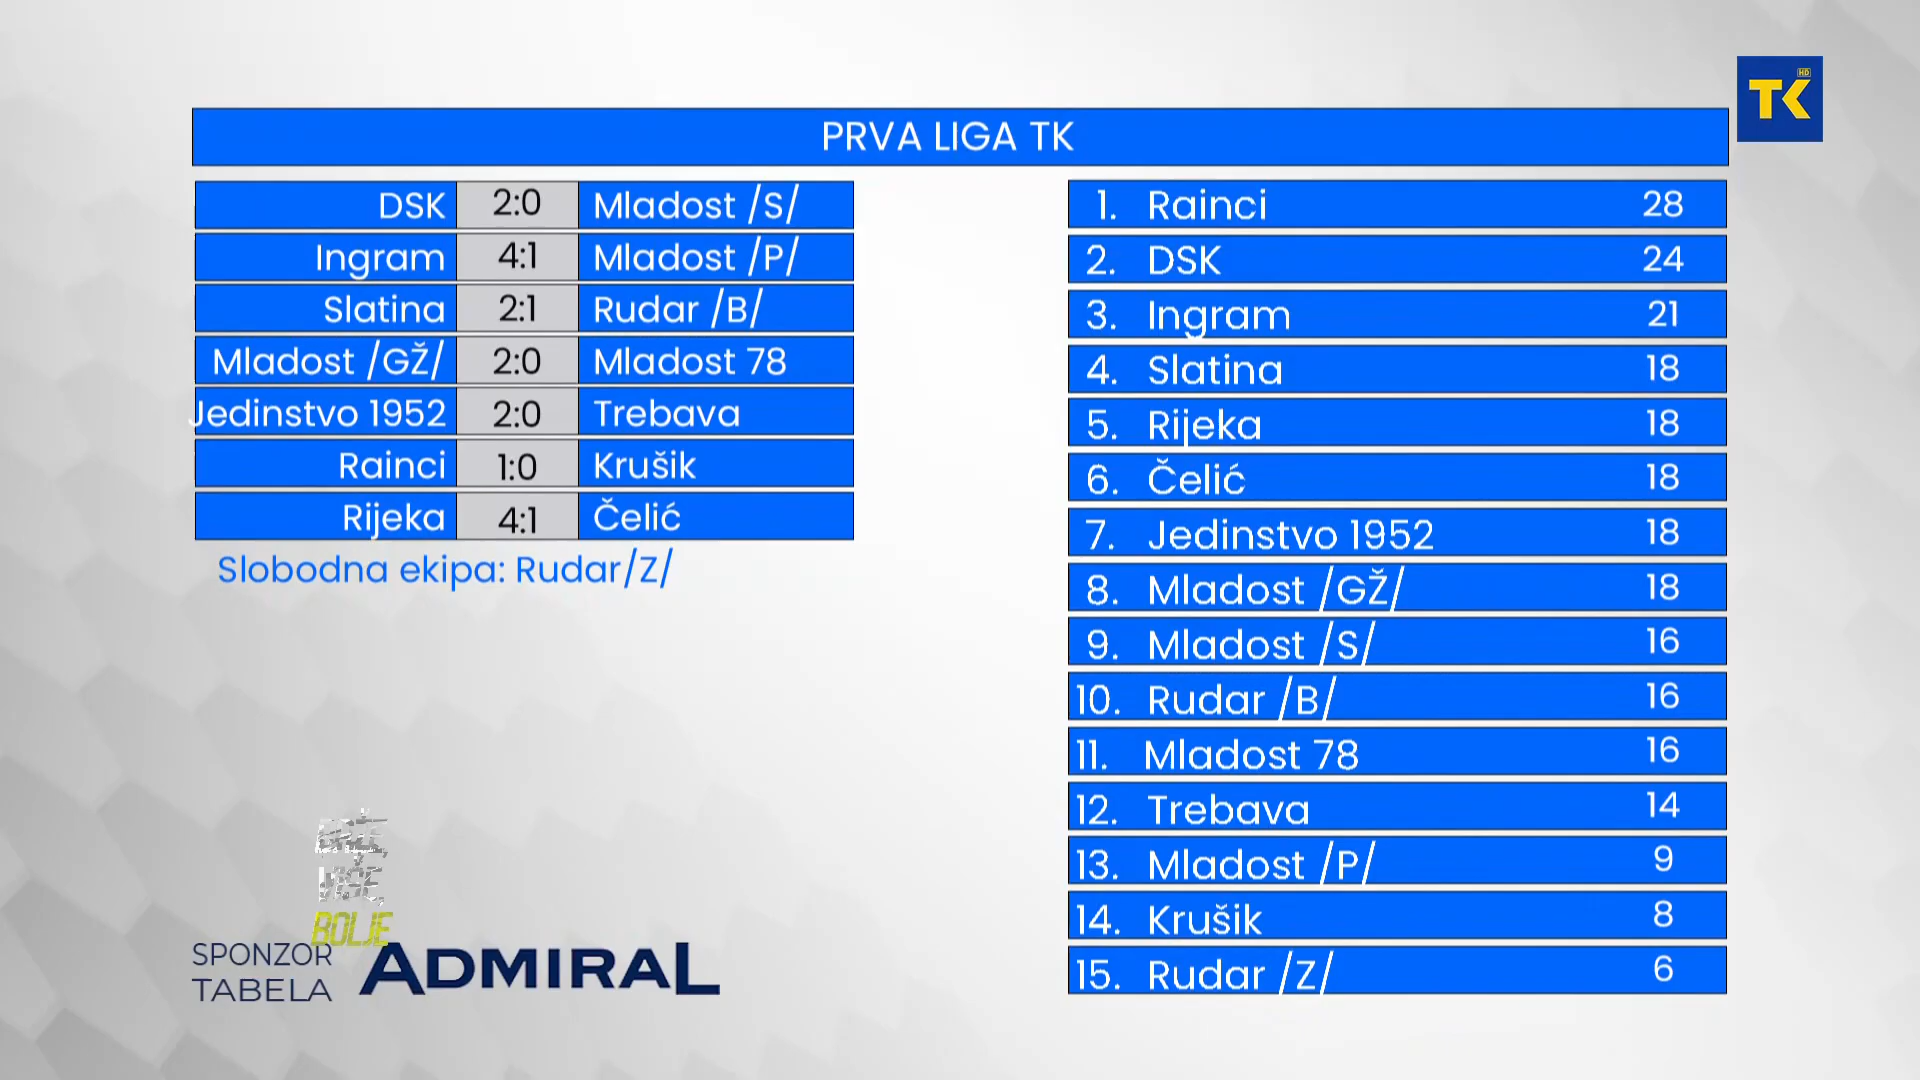 TK HD
PRVA LIGA TK
DSK 2:0 Mladost /S/
Ingram 4:1 Mladost /P/
Slatina 2:1 Rudar /B/
Mladost /GŽ/ 2:0 Mladost 78
Jedinstvo 1952 2:0 Trebava
Rainci 1:0 Krušik
Rijeka 4:1 Čelić
Slobodna ekipa: Rudar/Z/
1. Rainci 28
2. DSK 24
3. Ingram 21
4. Slatina 18
5. Rijeka 18
6. Čelić 18
7. Jedinstvo 1952 18
8. Mladost /GŽ/ 18
9. Mladost /S/ 16
10. Rudar /B/ 16
11. Mladost 78 16
12. Trebava 14
13. Mladost /P/ 9
14. Krušik 8
15. Rudar /Z/ 6
BOLJE
SPONZOR
TABELA
ADMIRAL